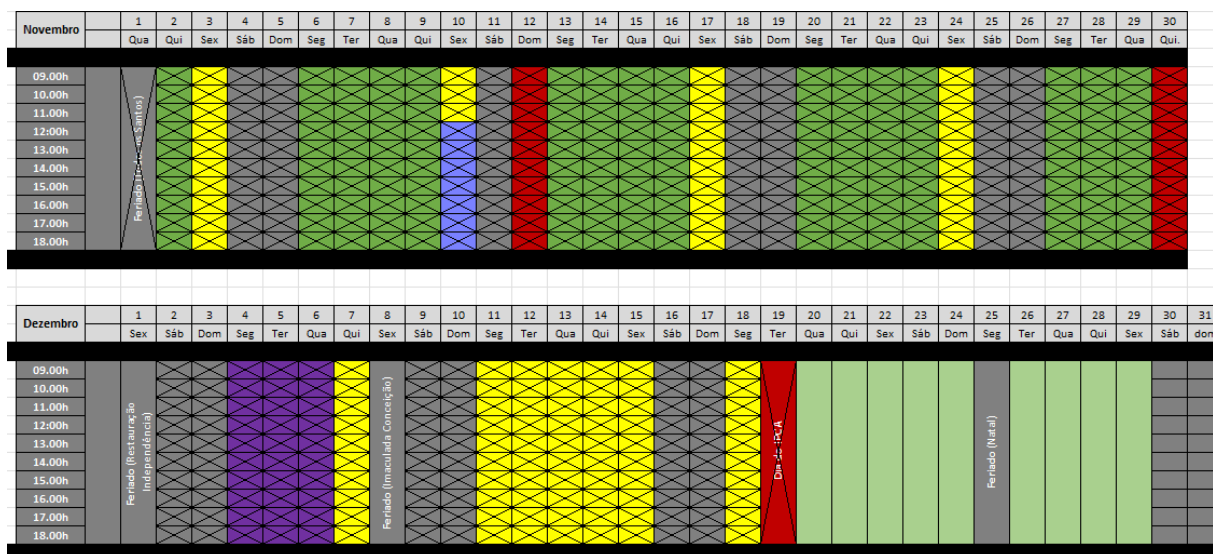 Novembro 1 2 3 4 5 6 7 8 9 10 11 12 13 14 15 16 17 18 19 20 21 22 23 24 25 26 27 28 29 30
Qua Qui Sex Sáb Dom Seg Ter Qua Qui Sex Sáb Dom Seg Ter Qua Qui Sex Sáb Dom Seg Ter Qua Qui Sex Sáb Dom Seg Ter Qua Qui.
09.00h
10.00h
11.00h
12:00h
13.00h
14.00h
15.00h
16.00h
17.00h
18.00h
Feriado Santos)
Dezembro 1 2 3 4 5 6 7 8 9 10 11 12 13 14 15 16 17 18 19 20 21 22 23 24 25 26 27 28 29 30 31
Sex Sáb Dom Seg Ter Qua Qui Sex Sáb Dom Seg Ter Qua Qui Sex Sáb Dom Seg Ter Qua Qui Sex Sáb Dom Seg Ter Qua Qui Sex Sáb dom
09.00h
10.00h
11.00h
12:00h
13.00h
14.00h
15.00h
16.00h
17.00h
18.00h
Feriado (Restauração
Independência)
Feriado (Imaculada Conceição)
Dia do IPCA
Feriado (Natal)